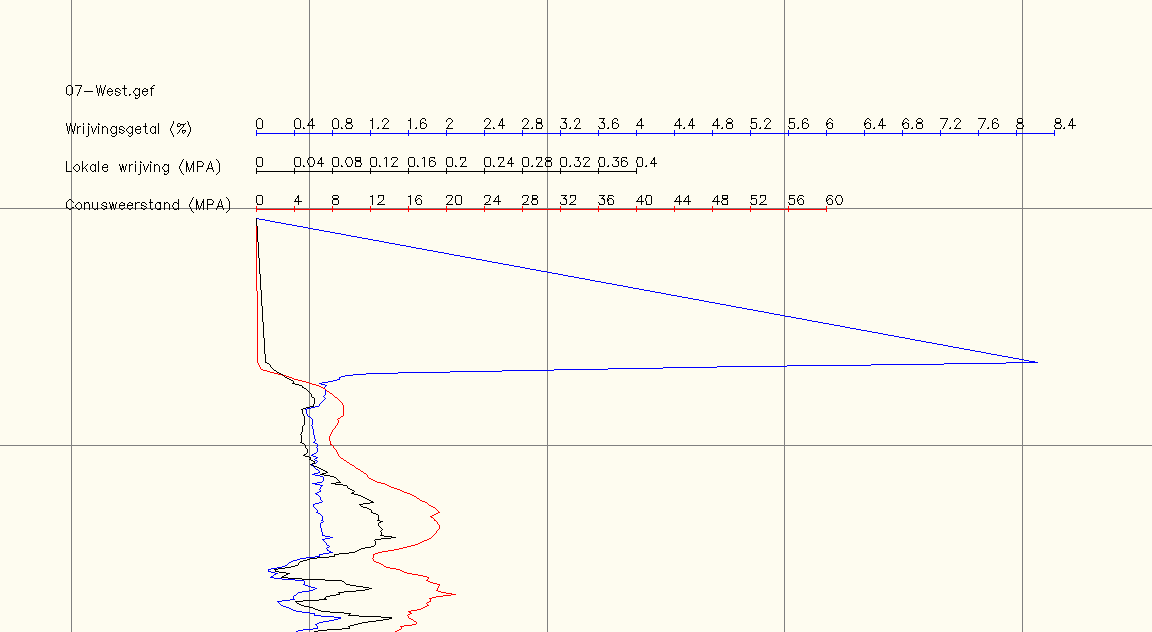 07-West.gef
Wrijvingsgetal (%) 0 0.4 0.8 1.2 1.6 2 2.4 2.8 3.2 3.6 4 4.4 4.8 5.2 5.6 6 6.4 6.8 7.2 7.6 8 8.4
Lokale wrijving (MPA) 0 0.04 0.08 0.12 0.16 0.2 0.24 0.28 0.32 0.36 0.4
Conusweerstand (MPA) 0 4 8 12 16 20 24 28 32 36 40 44 48 52 56 60